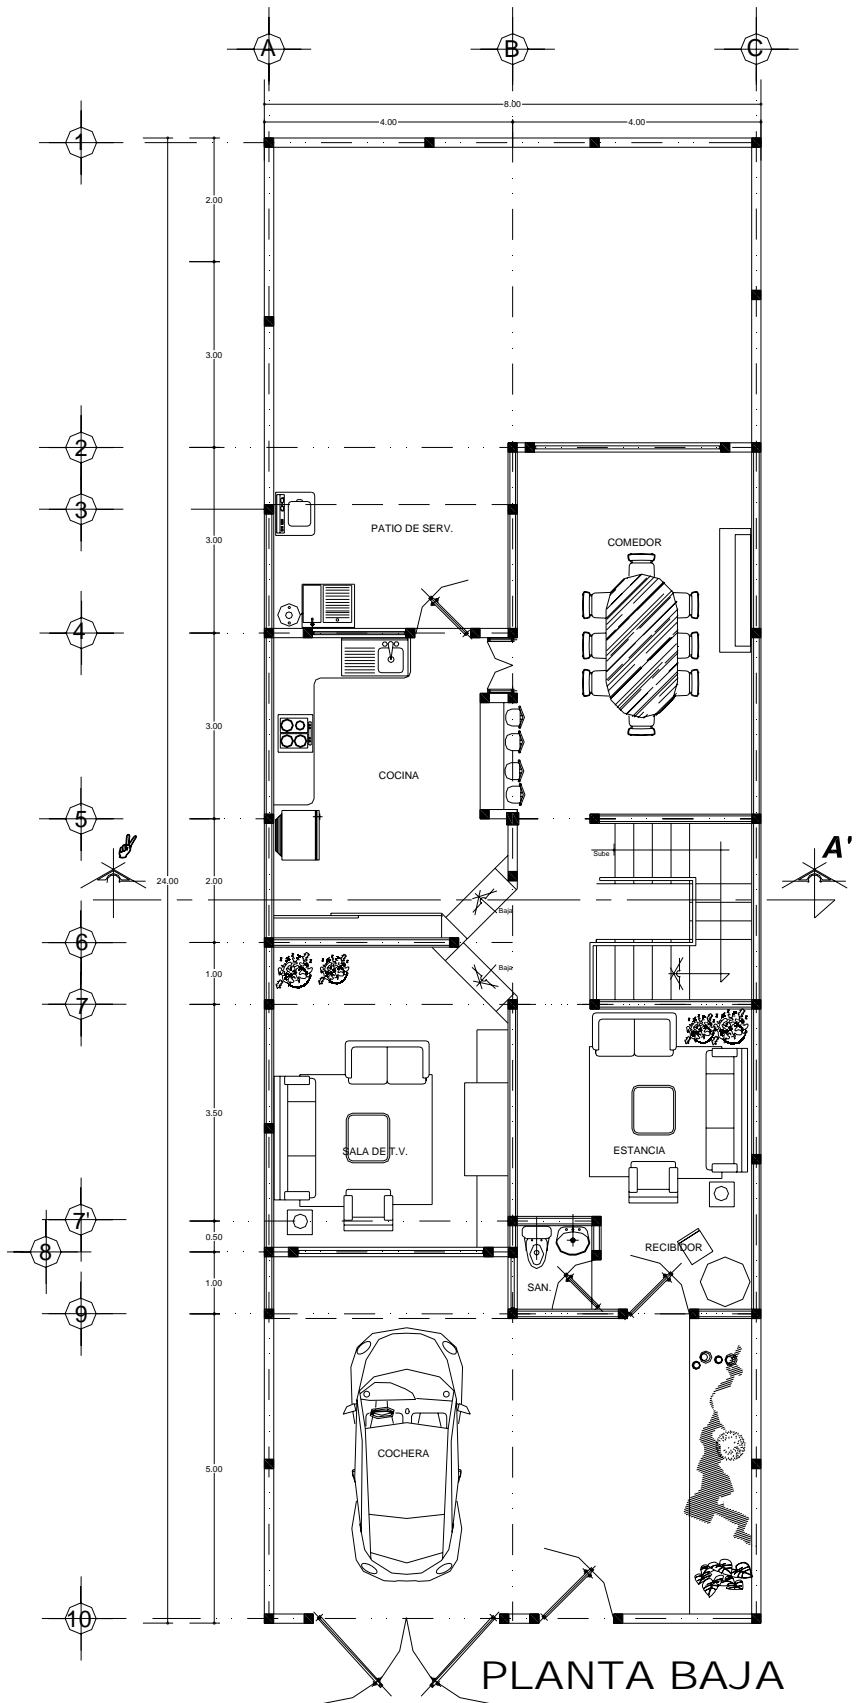 A B C
8.00
4.00 4.00
1
2.00
3.00
2
3
PATIO DE SERV.
3.00
COMEDOR
4
3.00
COCINA
5
Sube
A'
24.00
2.00
Baja
6
Baja
1.00
7
3.50
SALA DE T.V.
ESTANCIA
7'
0.50
RECIBIDOR
8
1.00
SAN.
9
COCHERA
5.00
10
PLANTA BAJA